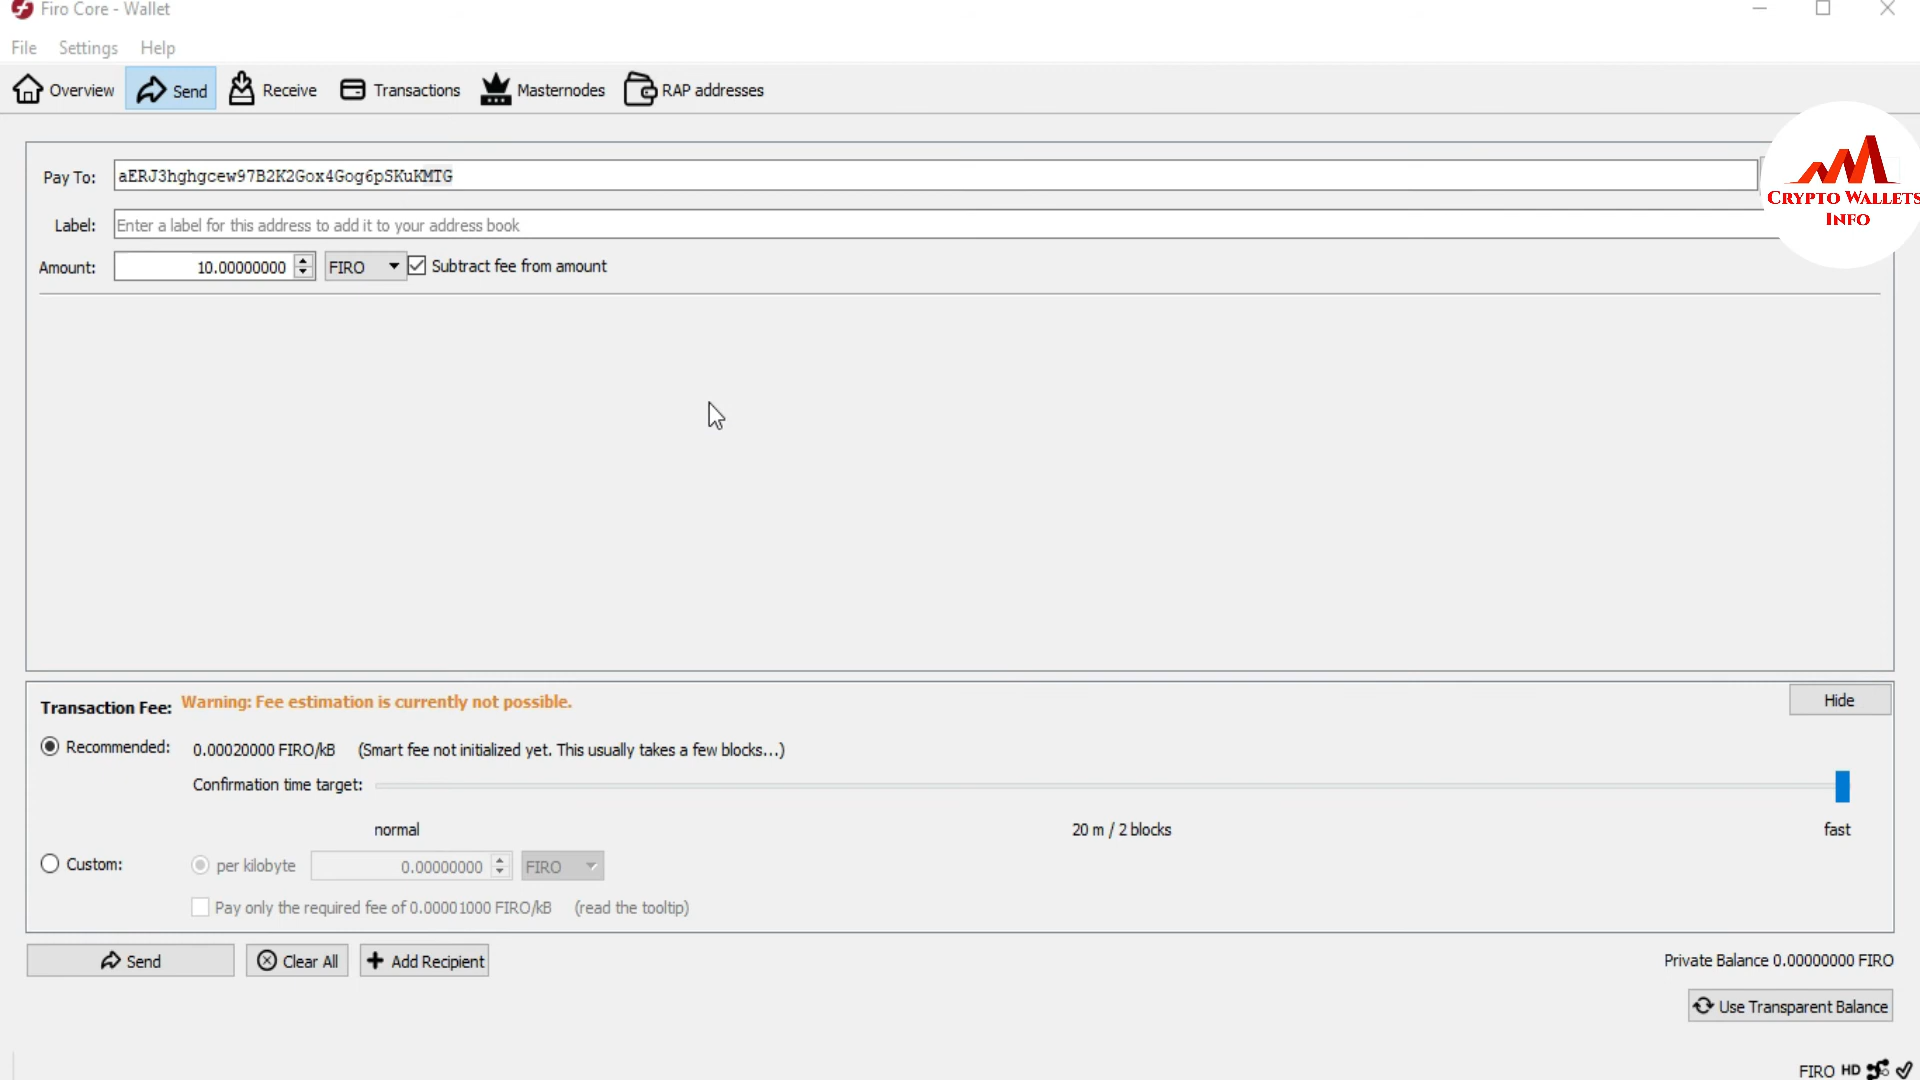 Firo Core - Wallet
File Settings Help
Overview Send Receive Transactions Masternodes RAP addresses
CRYPTO WALLETS
INFO
Pay To: aERJ3hghgcew97B2K2Gox4Gog6pSKuKMTG
Label: Enter a label for this address to add it to your address book
Amount: 10.00000000 FIRO Subtract fee from amount
Transaction Fee: Warning: Fee estimation is currently not possible. Hide
Recommended: 0.00020000 FIRO/kB (Smart fee not initialized yet. This usually takes a few blocks...)
Confirmation time target:
normal 20 m / 2 blocks fast
Custom: per kilobyte 0.00000000 FIRO
Pay only the required fee of 0.00001000 FIRO/kB (read the tooltip)
Send Clear All Add Recipient Private Balance 0.00000000 FIRO
Use Transparent Balance
FIRO HD